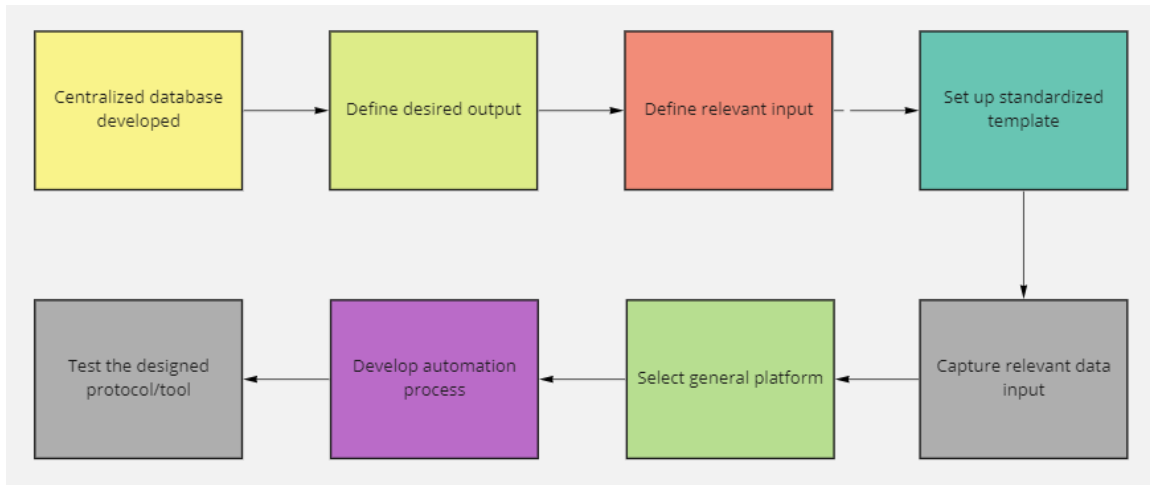 Centralized database
developed
Define desired output
Define relevant input
Set up standardized
template
Capture relevant data
input
Select general platform
Develop automation
process
Test the designed
protocol/tool